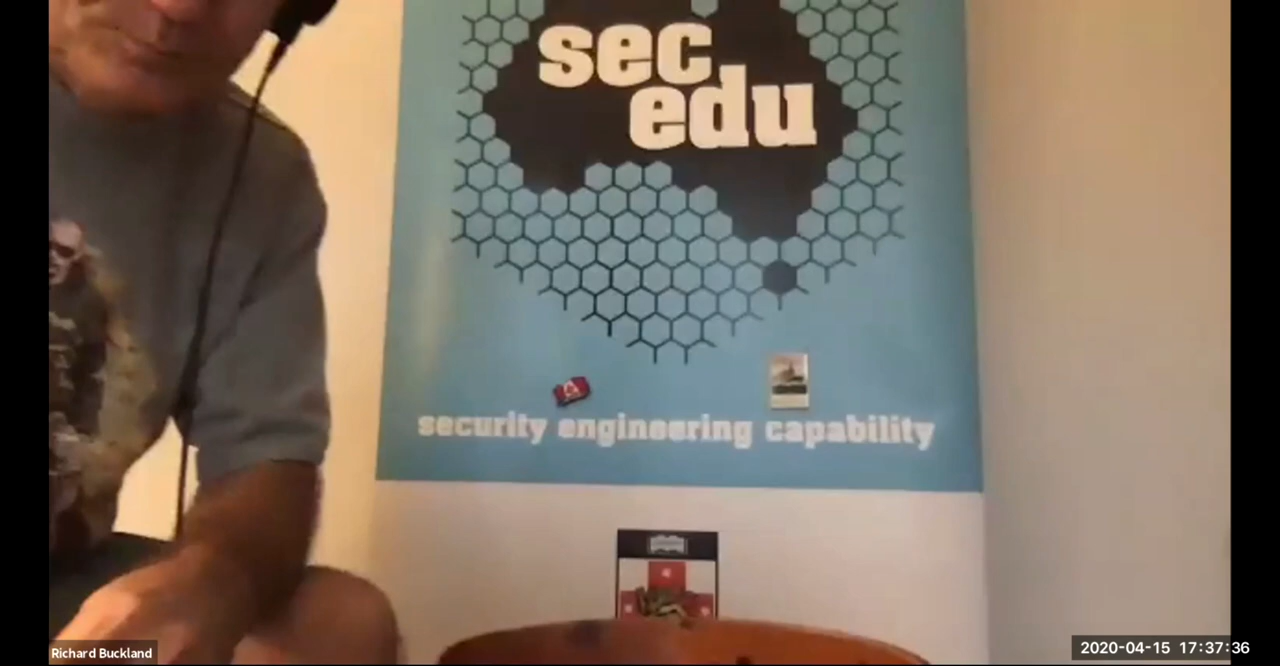 sec
edu
security engineering capability
Richard Buckland
2020-04-15 17:37:36